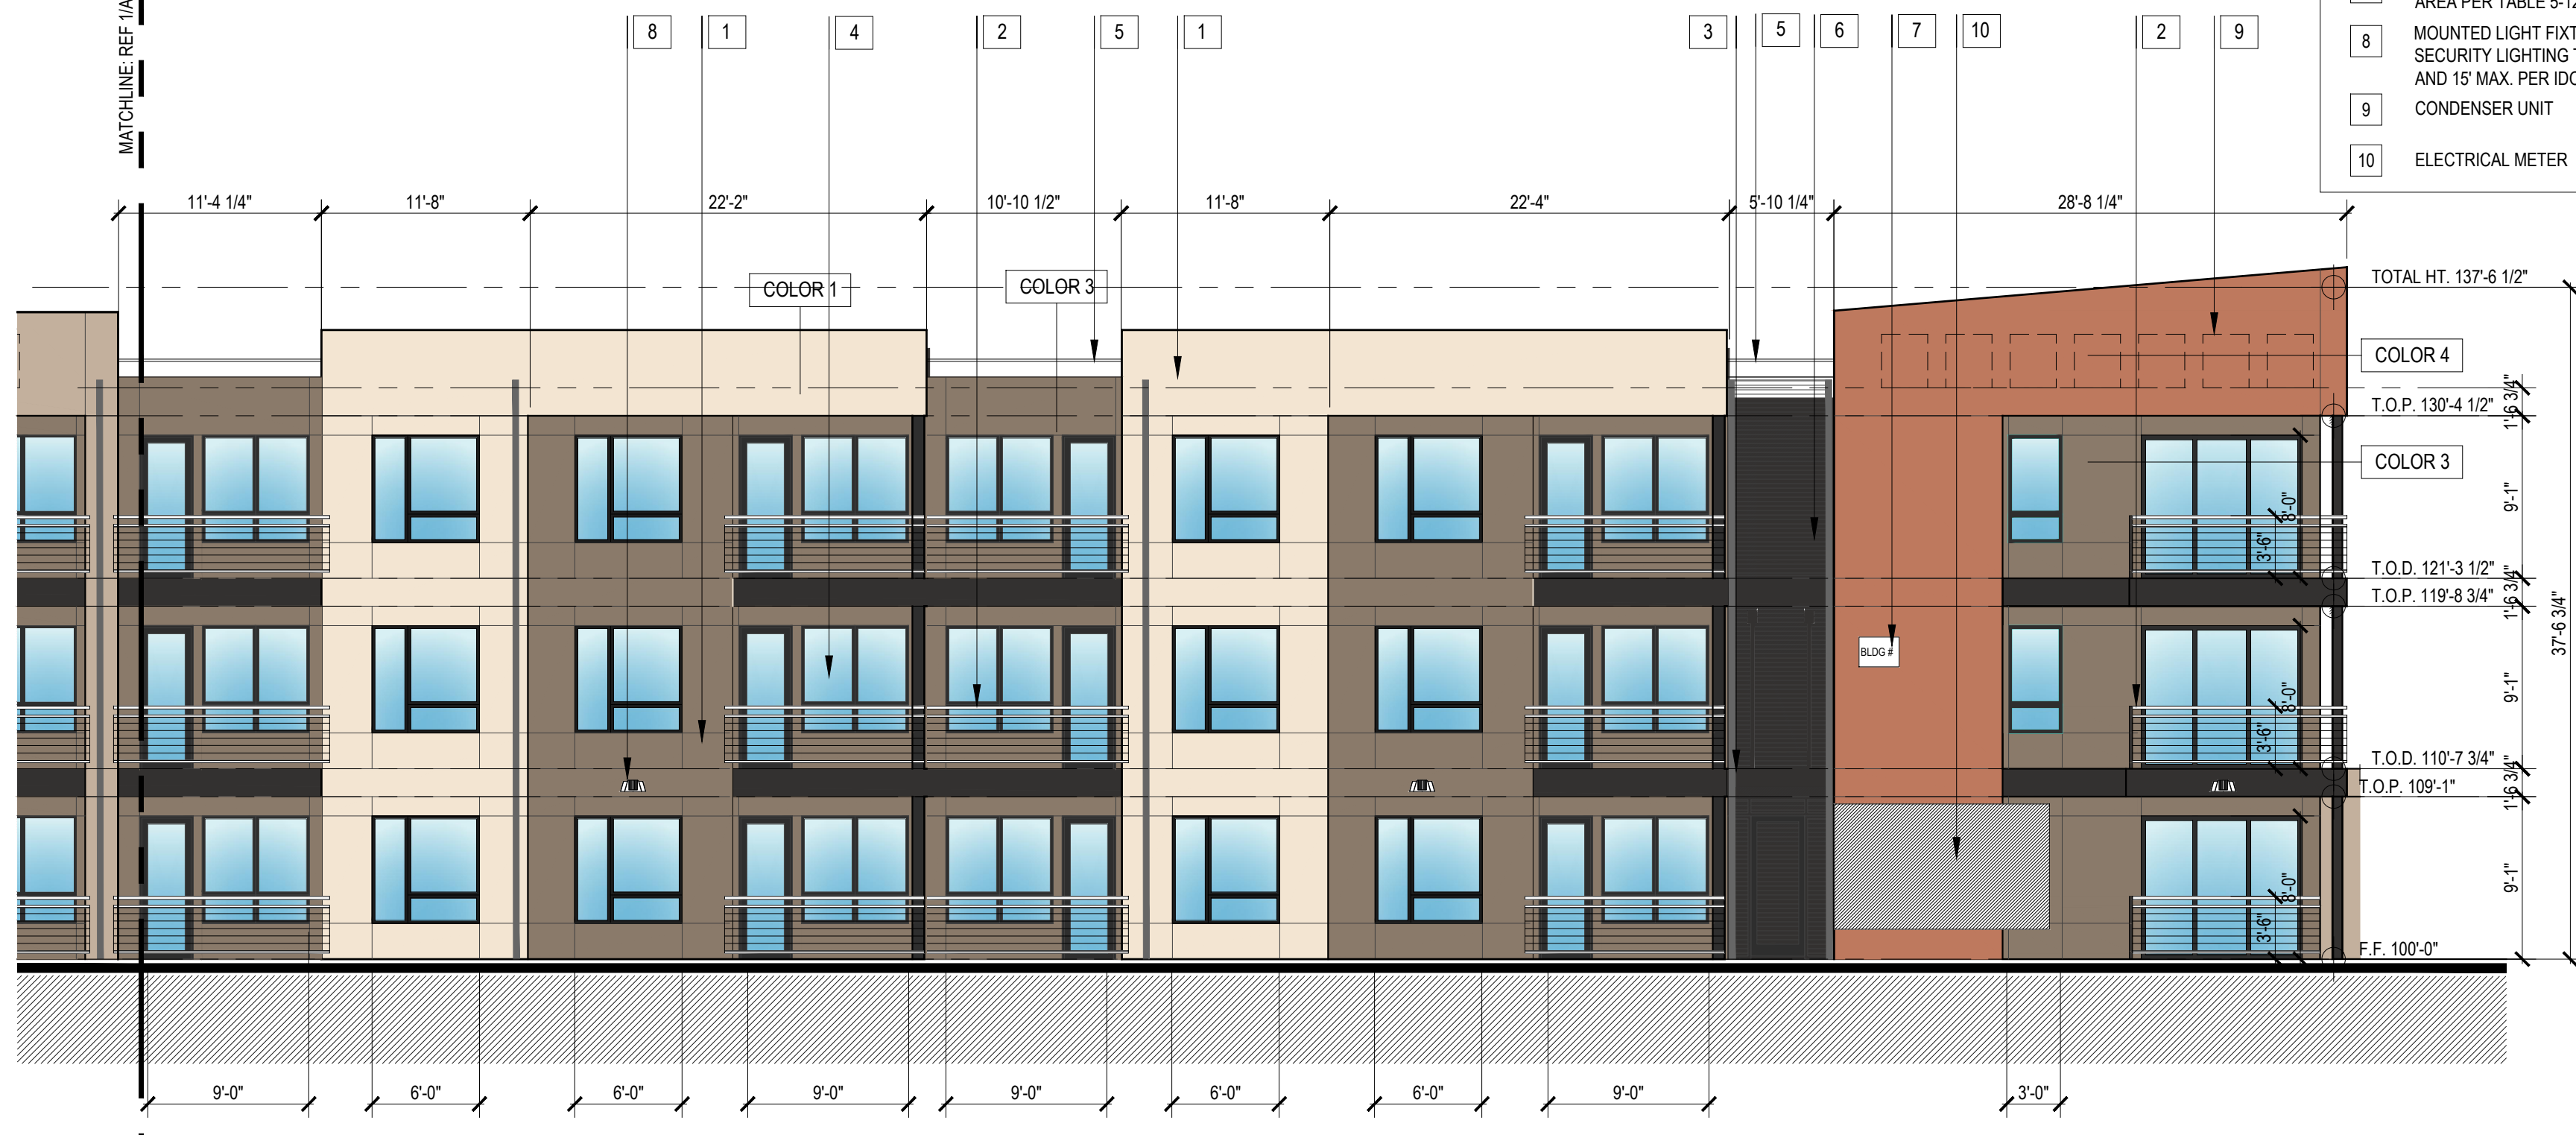 MATCHLINE: REF 1/A
8
1
4
2
5
1
3
5
6
7
10
2
9
AREA PER TABLE 5-12
8 MOUNTED LIGHT FIXT
SECURITY LIGHTING
AND 15' MAX. PER IDO
9 CONDENSER UNIT
10 ELECTRICAL METER
11'-4 1/4"
11'-8"
22'-2"
10'-10 1/2"
11'-8"
22'-4"
5'-10 1/4"
28'-8 1/4"
COLOR 1
COLOR 3
TOTAL HT. 137'-6 1/2"
COLOR 4
1'-6 3/4"
T.O.P. 130'-4 1/2"
COLOR 3
9'-1"
8'-0"
3'-6"
T.O.D. 121'-3 1/2"
1'-6 3/4"
T.O.P. 119'-8 3/4"
37'-6 3/4"
BLDG #
9'-1"
8'-0"
3'-6"
T.O.D. 110'-7 3/4"
1'-6 3/4"
T.O.P. 109'-1"
9'-1"
8'-0"
3'-6"
F.F. 100'-0"
9'-0"
6'-0"
6'-0"
9'-0"
9'-0"
6'-0"
6'-0"
9'-0"
3'-0"